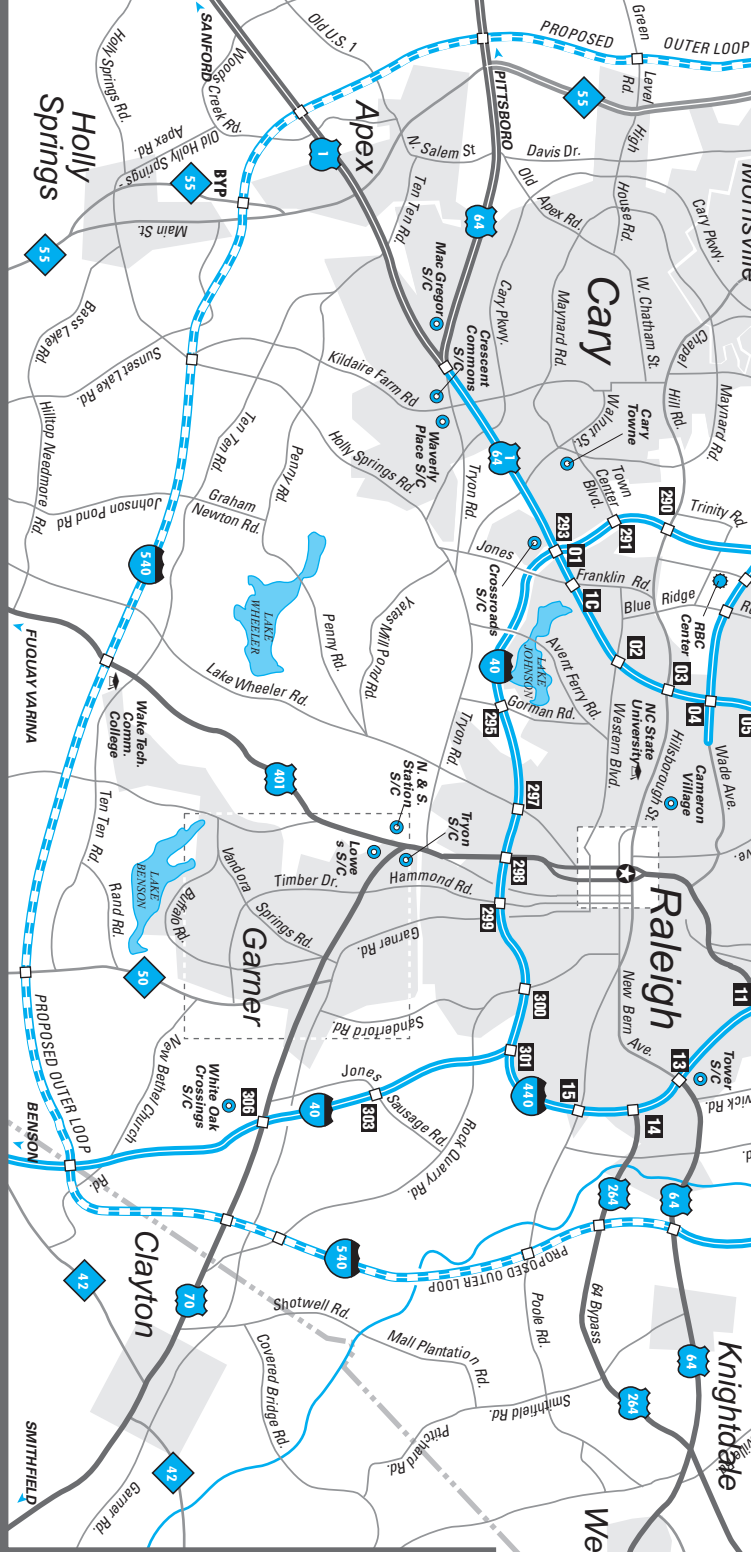 Green
Level
Rd.
High
House Rd.
PROPOSED
OUTER LOOP
Old U.S. 1
SANFORD
Woods
Creek Rd.
Holly Springs Rd.
Holly
Springs
Old Holly Springs -
Apex Rd.
55
BYP
Main St.
55
Apex
1
PITTSBORO
55
N. Salem St
Davis Dr.
Old
Apex Rd.
64
Ten Ten Rd.
Mac Gregor
S/C
Crescent
Commons
S/C
Waverly
Place S/C
Cary Pkwy.
Cary Pkwy.
Cary
Maynard Rd.
W. Chatham St.
Chapel
Hill Rd.
Maynard Rd.
Cary
Towne
Walnut St.
Town
Center
Blvd.
Bass Lake Rd.
Sunset Lake Rd.
Kildaire Farm Rd
Holly Springs Rd.
Hilltop Needmore Rd.
Ten Ten Rd.
Penny Rd.
Johnson Pond Rd
Graham
Newton Rd.
540
1
64
Tryon Rd.
Jones
Franklin Rd.
Crossroads
S/C
293
01
1C
291
290
Trinity Rd
Blue
Ridge
RBC
Center
LAKE
WHEELER
Penny Rd.
Yates Mill Pond Rd.
Lake Wheeler Rd.
FUQUAY VARINA
Wake Tech.
Comm.
College
401
LAKE
JOHNSON
40
Avent Ferry Rd.
Gorman Rd.
295
Tryon Rd.
02
03
04
05
NC State
University
Western Blvd.
Hillsborough St.
Cameron
Village
Wade Ave.
297
298
299
N. & S.
Station
S/C
Tryon
S/C
Lowe
s S/C
Timber Dr.
Hammond Rd.
Ten Ten Rd.
Rand Rd.
LAKE
BENSON
Vandora
Springs Rd.
Buffalo Rd.
Garner
Garner Rd.
50
Raleigh
New Bern
Ave.
11
13
Tower
S/C
14
15
300
301
440
Sanderford Rd.
New Bethel Church
Rd.
White Oak
Crossings
S/C
306
40
303
Jones
Sausage Rd.
Rock Quarry Rd.
PROPOSED OUTER LOOP
BENSON
264
64
540
PROPOSED OUTER LOOP
Poole Rd.
64 Bypass
42
Clayton
70
Shotwell Rd.
Mall Plantation
Rd.
Covered Bridge Rd.
Pritchard Rd.
Smithfield Rd.
64
264
Knightdale
42
SMITHFIELD
Garner Rd.